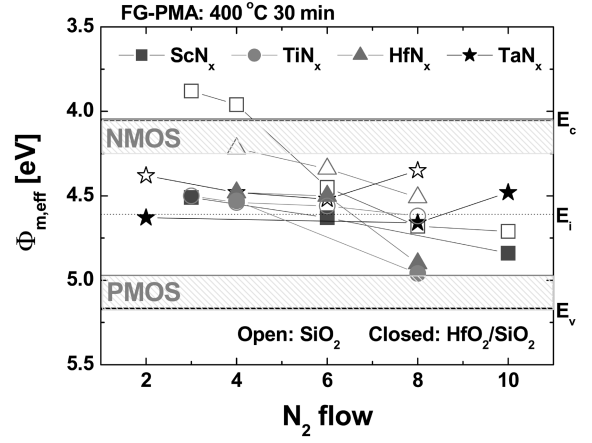 FG-PMA: 400 °C 30 min
ScNₓ TiNₓ HfNₓ TaNₓ
3.5
4.0
4.5
5.0
5.5
Φm,eff [eV]
NMOS
PMOS
Ec
Ei
Ev
Open: SiO₂ Closed: HfO₂/SiO₂
2 4 6 8 10
N₂ flow